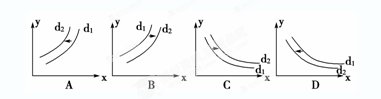 y d₂ d₁ x
A
y d₁ d₂ x
B
y d₂ d₁ x
C
y d₁ d₂ x
D